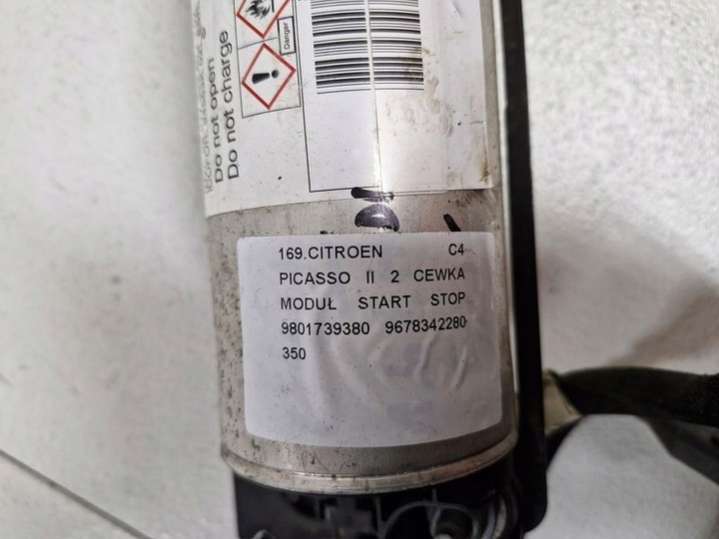 Danger
Do not open
Do not charge
169.CITROEN C4
PICASSO II 2 CEWKA
MODUŁ START STOP
9801739380 9678342280
350